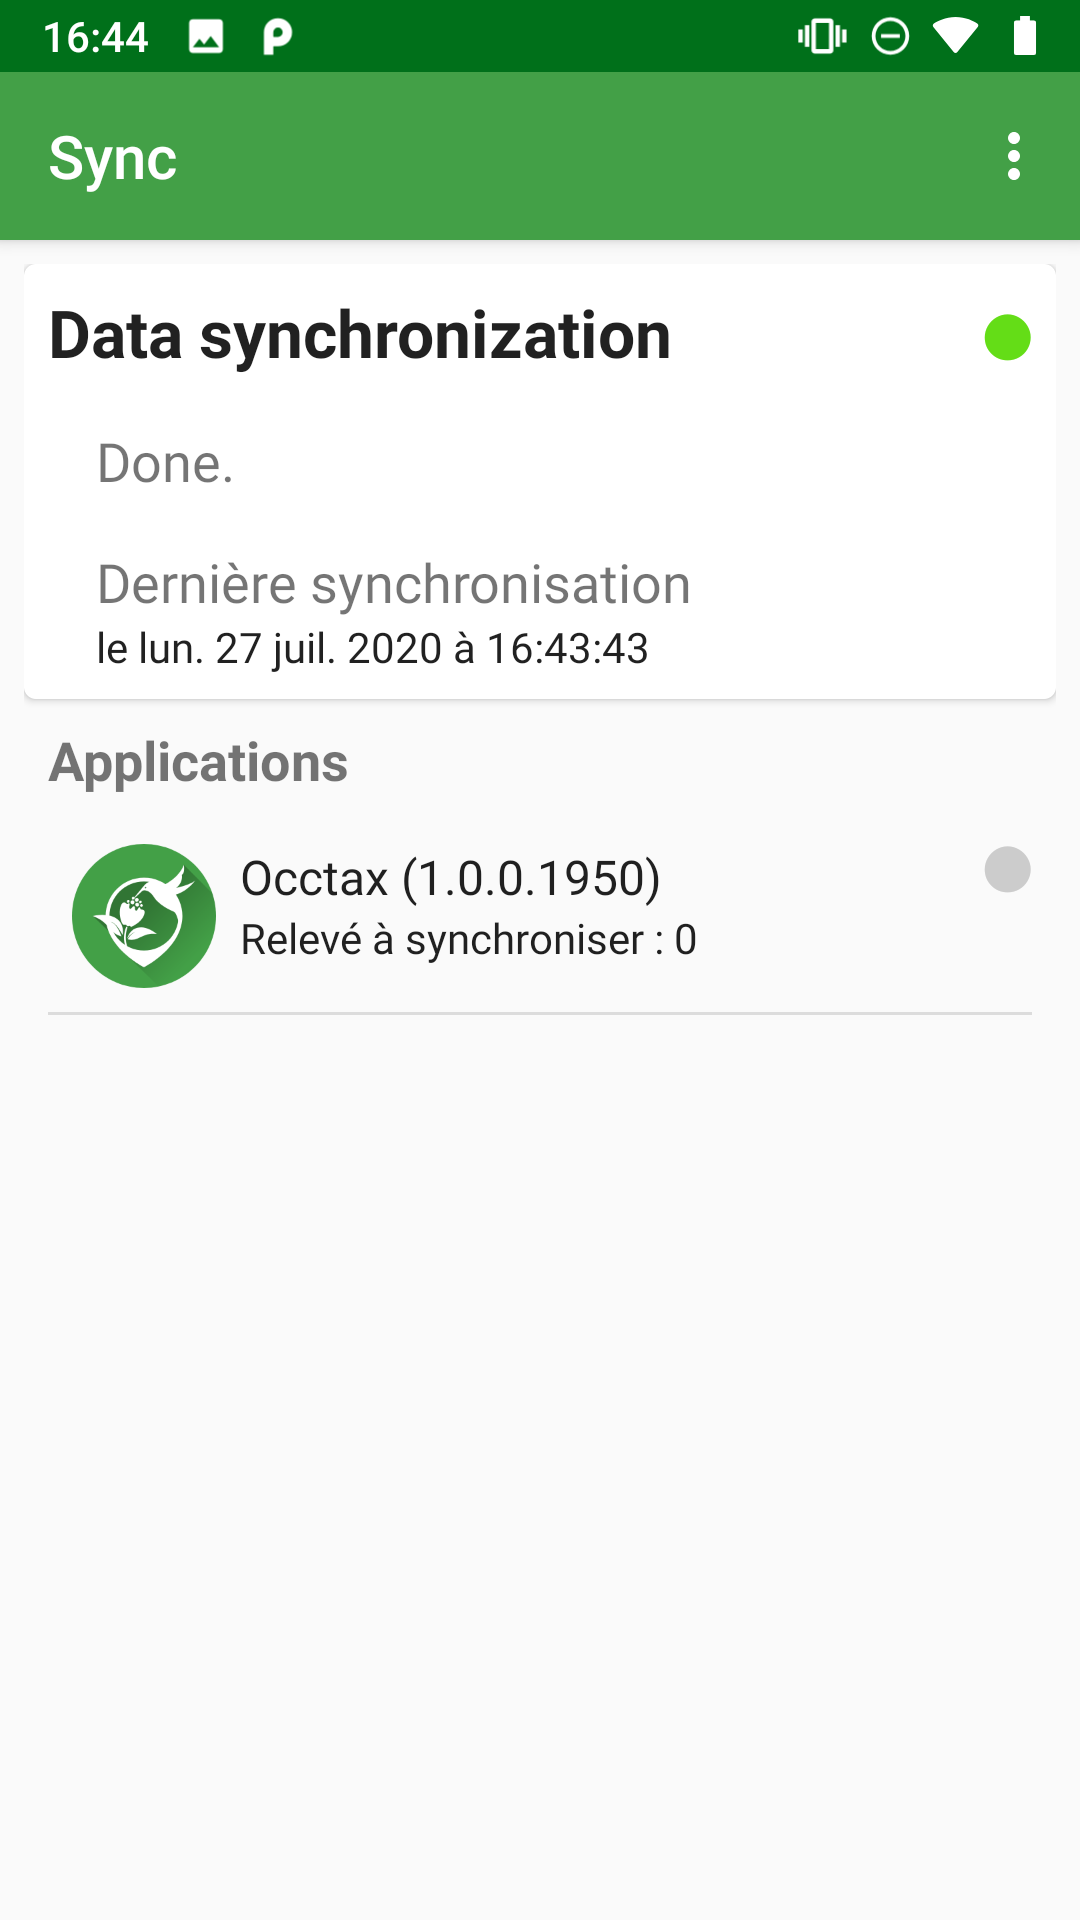 16:44
Sync
Data synchronization
Done.
Dernière synchronisation
le lun. 27 juil. 2020 à 16:43:43
Applications
Occtax (1.0.0.1950)
Relevé à synchroniser : 0